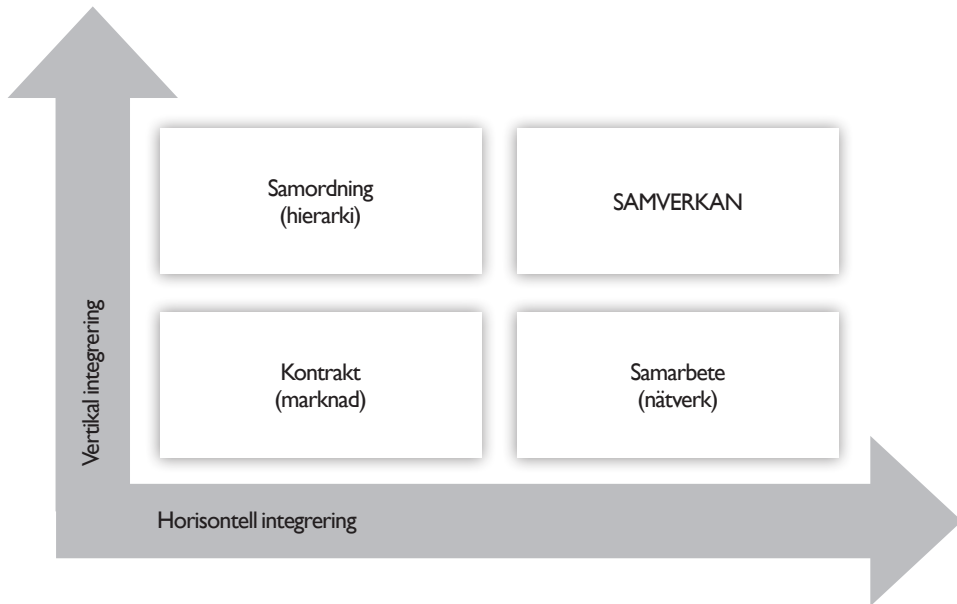 Samordning
(hierarki)
SAMVERKAN
Kontrakt
(marknad)
Samarbete
(nätverk)
Vertikal integrering
Horisontell integrering